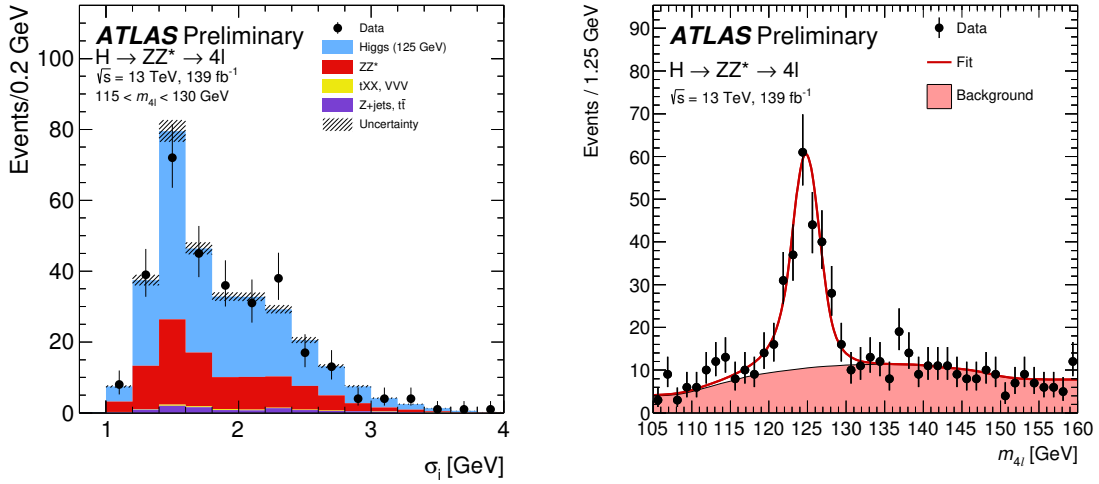 ATLAS Preliminary
H → ZZ* → 4l
√s = 13 TeV, 139 fb⁻¹
115 < m₄ₗ < 130 GeV
Data
Higgs (125 GeV)
ZZ*
tXX, VVV
Z+jets, tt̄
Uncertainty
Events/0.2 GeV
100
80
60
40
20
0
1 2 3 4
σᵢ [GeV]
ATLAS Preliminary
H → ZZ* → 4l
√s = 13 TeV, 139 fb⁻¹
Data
Fit
Background
Events / 1.25 GeV
90
80
70
60
50
40
30
20
10
0
105 110 115 120 125 130 135 140 145 150 155 160
m₄ₗ [GeV]